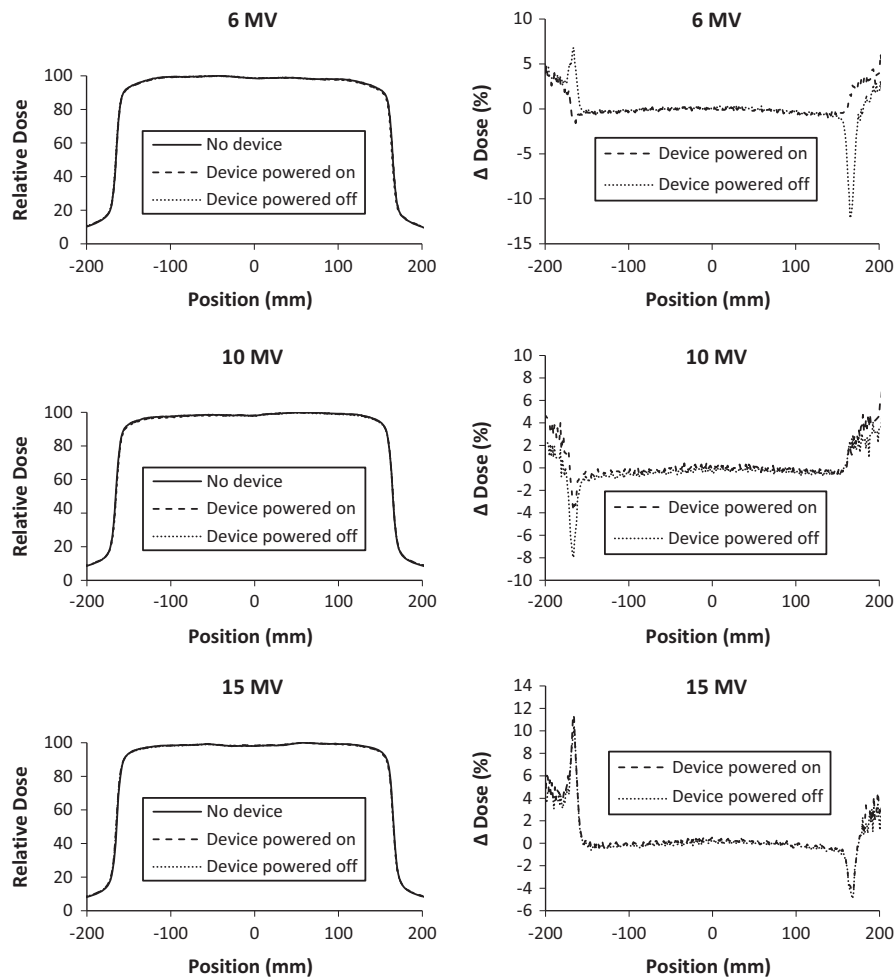 6 MV
Relative Dose
100
80
60
40
20
0
-200
-100
0
100
200
Position (mm)
No device
Device powered on
Device powered off
6 MV
Δ Dose (%)
10
5
0
-5
-10
-15
-200
-100
0
100
200
Position (mm)
Device powered on
Device powered off
10 MV
Relative Dose
100
80
60
40
20
0
-200
-100
0
100
200
Position (mm)
No device
Device powered on
Device powered off
10 MV
Δ Dose (%)
10
8
6
4
2
0
-2
-4
-6
-8
-10
-200
-100
0
100
200
Position (mm)
Device powered on
Device powered off
15 MV
Relative Dose
100
80
60
40
20
0
-200
-100
0
100
200
Position (mm)
No device
Device powered on
Device powered off
15 MV
Δ Dose (%)
14
12
10
8
6
4
2
0
-2
-4
-6
-200
-100
0
100
200
Position (mm)
Device powered on
Device powered off